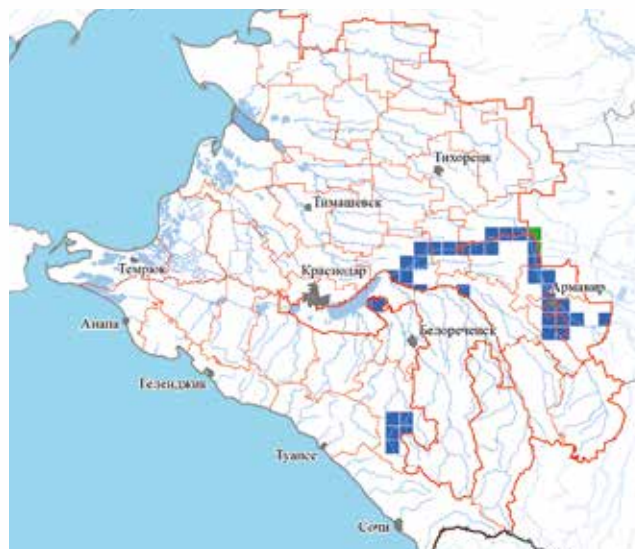 Тихорецк
Тимашевск
Краснодар
Темрюк
Армавир
Анапа
Белореченск
Геленджик
Туапсе
Сочи